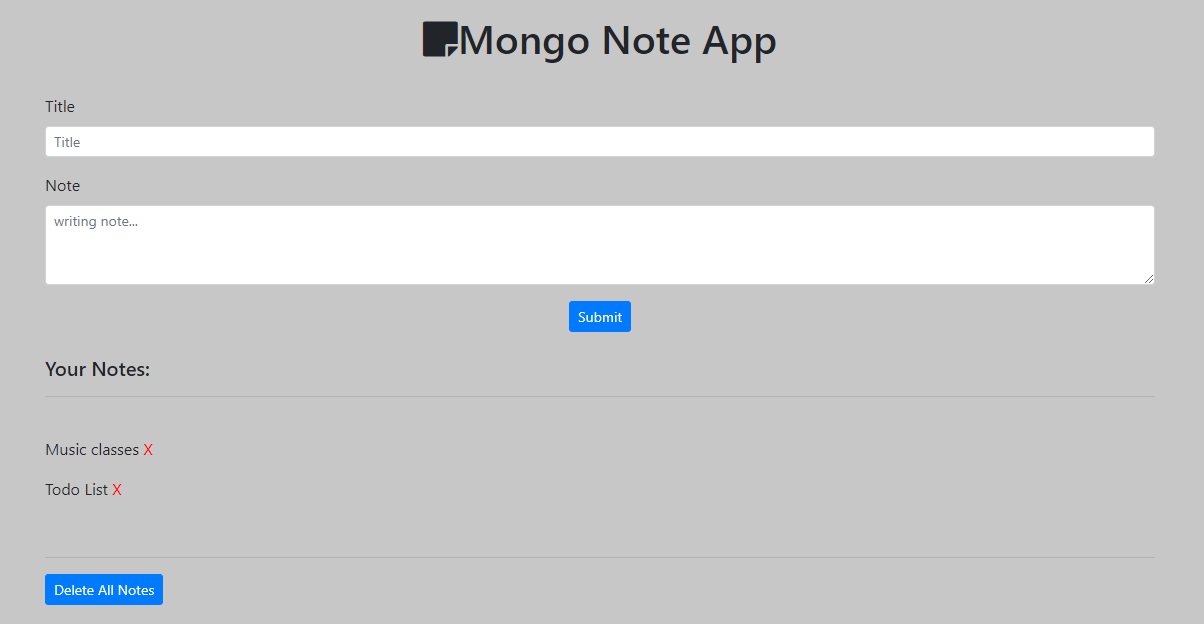 Mongo Note App
Title
Title
Note
writing note...
Submit
Your Notes:
Music classes X
Todo List X
Delete All Notes